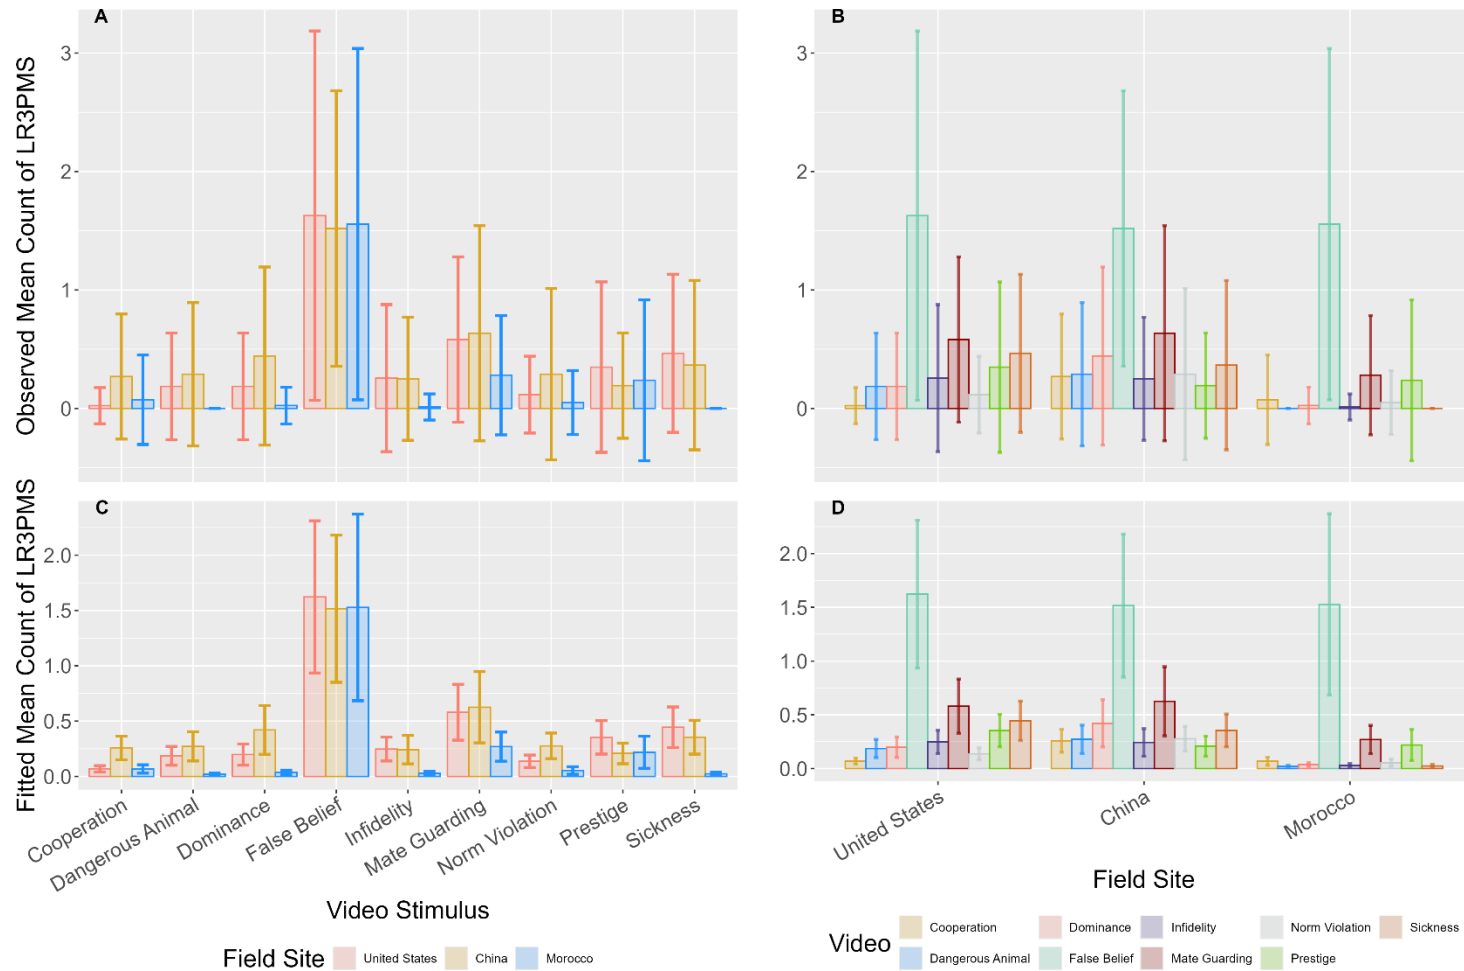 A
B
Observed Mean Count of LR3PMS
3
2
1
0
3
2
1
0
C
D
Fitted Mean Count of LR3PMS
2.0
1.5
1.0
0.5
0.0
2.0
1.5
1.0
0.5
0.0
Cooperation
Dangerous Animal
Dominance
False Belief
Infidelity
Mate Guarding
Norm Violation
Prestige
Sickness
United States
China
Morocco
Video Stimulus
Field Site
Field Site United States China Morocco
Video
Cooperation Dominance Infidelity Norm Violation Sickness
Dangerous Animal False Belief Mate Guarding Prestige